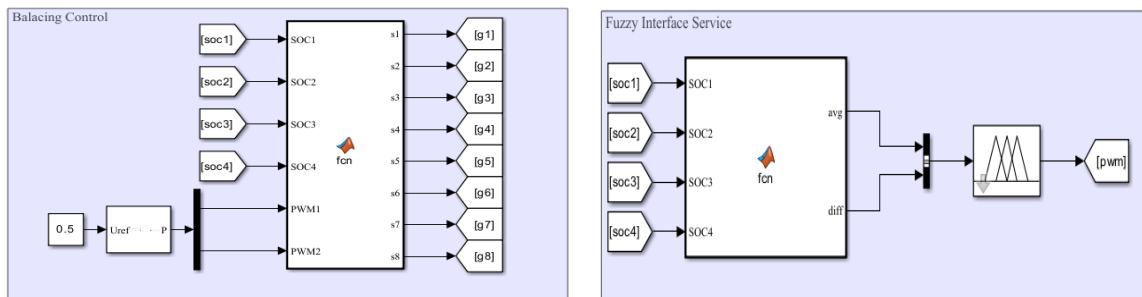 Balacing Control
[soc1]
[soc2]
[soc3]
[soc4]
0.5
Uref
P
SOC1
SOC2
SOC3
SOC4
PWM1
PWM2
fcn
s1
s2
s3
s4
s5
s6
s7
s8
[g1]
[g2]
[g3]
[g4]
[g5]
[g6]
[g7]
[g8]
Fuzzy Interface Service
[soc1]
[soc2]
[soc3]
[soc4]
SOC1
SOC2
SOC3
SOC4
fcn
avg
diff
[pwm]